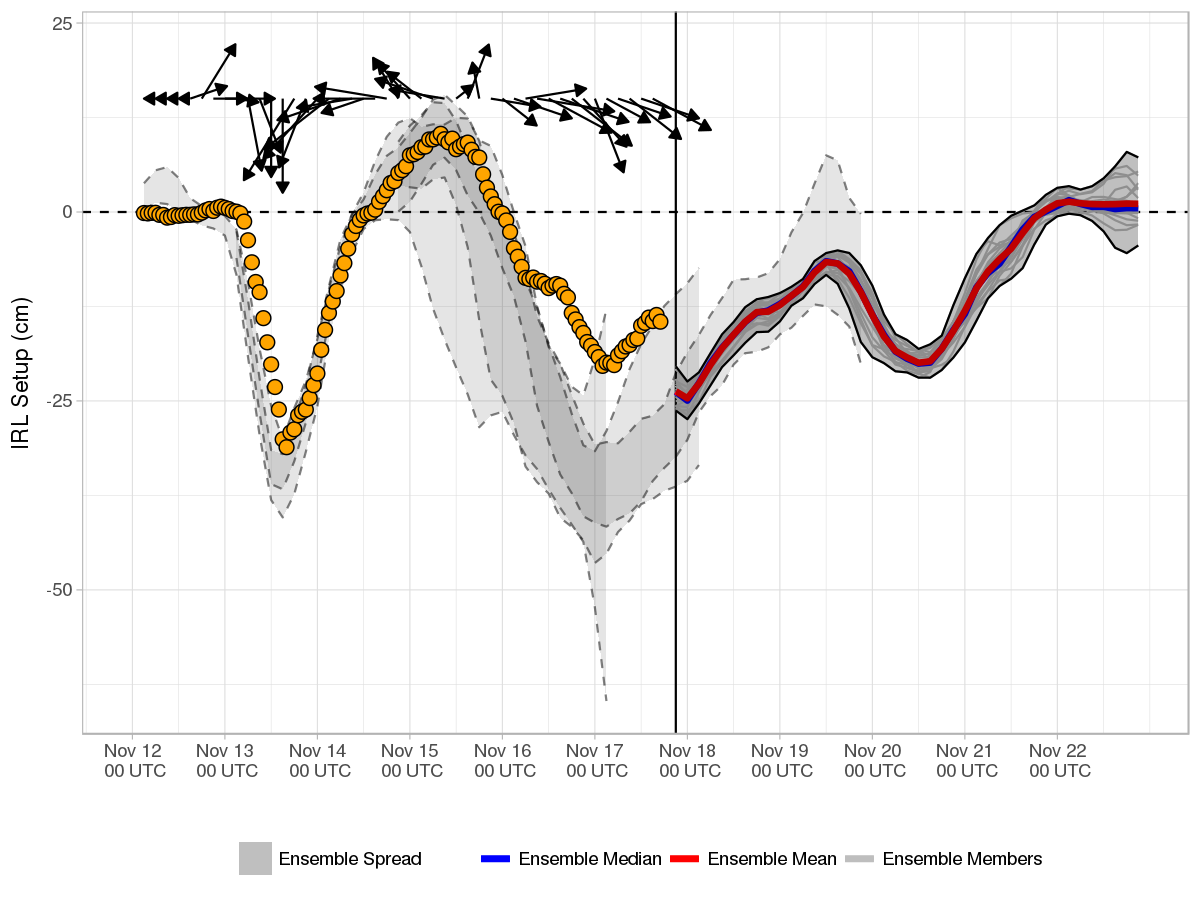 25
0
-25
-50
IRL Setup (cm)
Nov 12 Nov 13 Nov 14 Nov 15 Nov 16 Nov 17 Nov 18 Nov 19 Nov 20 Nov 21 Nov 22
00 UTC 00 UTC 00 UTC 00 UTC 00 UTC 00 UTC 00 UTC 00 UTC 00 UTC 00 UTC 00 UTC
Ensemble Spread Ensemble Median Ensemble Mean Ensemble Members